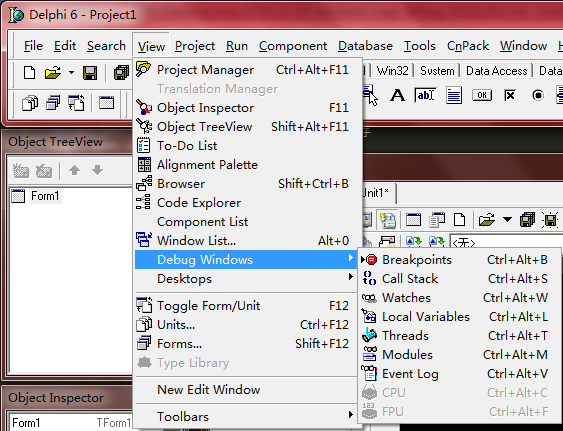 Delphi 6 - Project1
File Edit Search View Project Run Component Database Tools CnPack Window
Win32 System Data Access
Project Manager Ctrl+Alt+F11
Translation Manager
Object Inspector F11
Object TreeView Shift+Alt+F11
To-Do List
Alignment Palette
Browser Shift+Ctrl+B
Code Explorer
Component List
Window List... Alt+0
Debug Windows
Desktops
Toggle Form/Unit F12
Units... Ctrl+F12
Forms... Shift+F12
Type Library
New Edit Window
Toolbars
Breakpoints Ctrl+Alt+B
Call Stack Ctrl+Alt+S
Watches Ctrl+Alt+W
Local Variables Ctrl+Alt+L
Threads Ctrl+Alt+T
Modules Ctrl+Alt+M
Event Log Ctrl+Alt+V
CPU Ctrl+Alt+C
FPU Ctrl+Alt+F
Object TreeView
Form1
Unit1*
<无>
Object Inspector
Form1 TForm1